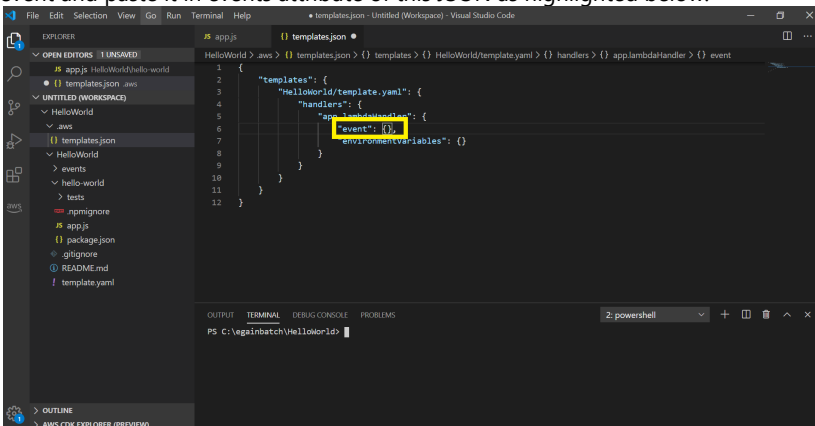 event and paste it in events attribute of this JSON as highlighted below.
File Edit Selection View Go Run Terminal Help
● templates.json - Untitled (Workspace) - Visual Studio Code
EXPLORER
OPEN EDITORS 1 UNSAVED
JS app.js HelloWorld\hello-world
● {} templates.json .aws
UNTITLED (WORKSPACE)
HelloWorld
.aws
{} templates.json
HelloWorld
> events
hello-world
> tests
.npmignore
JS app.js
{} package.json
.gitignore
README.md
! template.yaml
> OUTLINE
> AWS CDK EXPLORER (PREVIEW)
aws
1
1
JS app.js
{} templates.json ●
HelloWorld > .aws > {} templates.json > {} templates > {} HelloWorld/template.yaml > {} handlers > {} app.lambdaHandler > {} event
1 {
2 "templates": {
3 "HelloWorld/template.yaml": {
4 "handlers": {
5 "app.lambdaHandler": {
6 "event": {},
7 "environmentVariables": {}
8 }
9 }
10 }
11 }
12 }
OUTPUT TERMINAL DEBUG CONSOLE PROBLEMS
2: powershell
PS C:\egainbatch\HelloWorld>